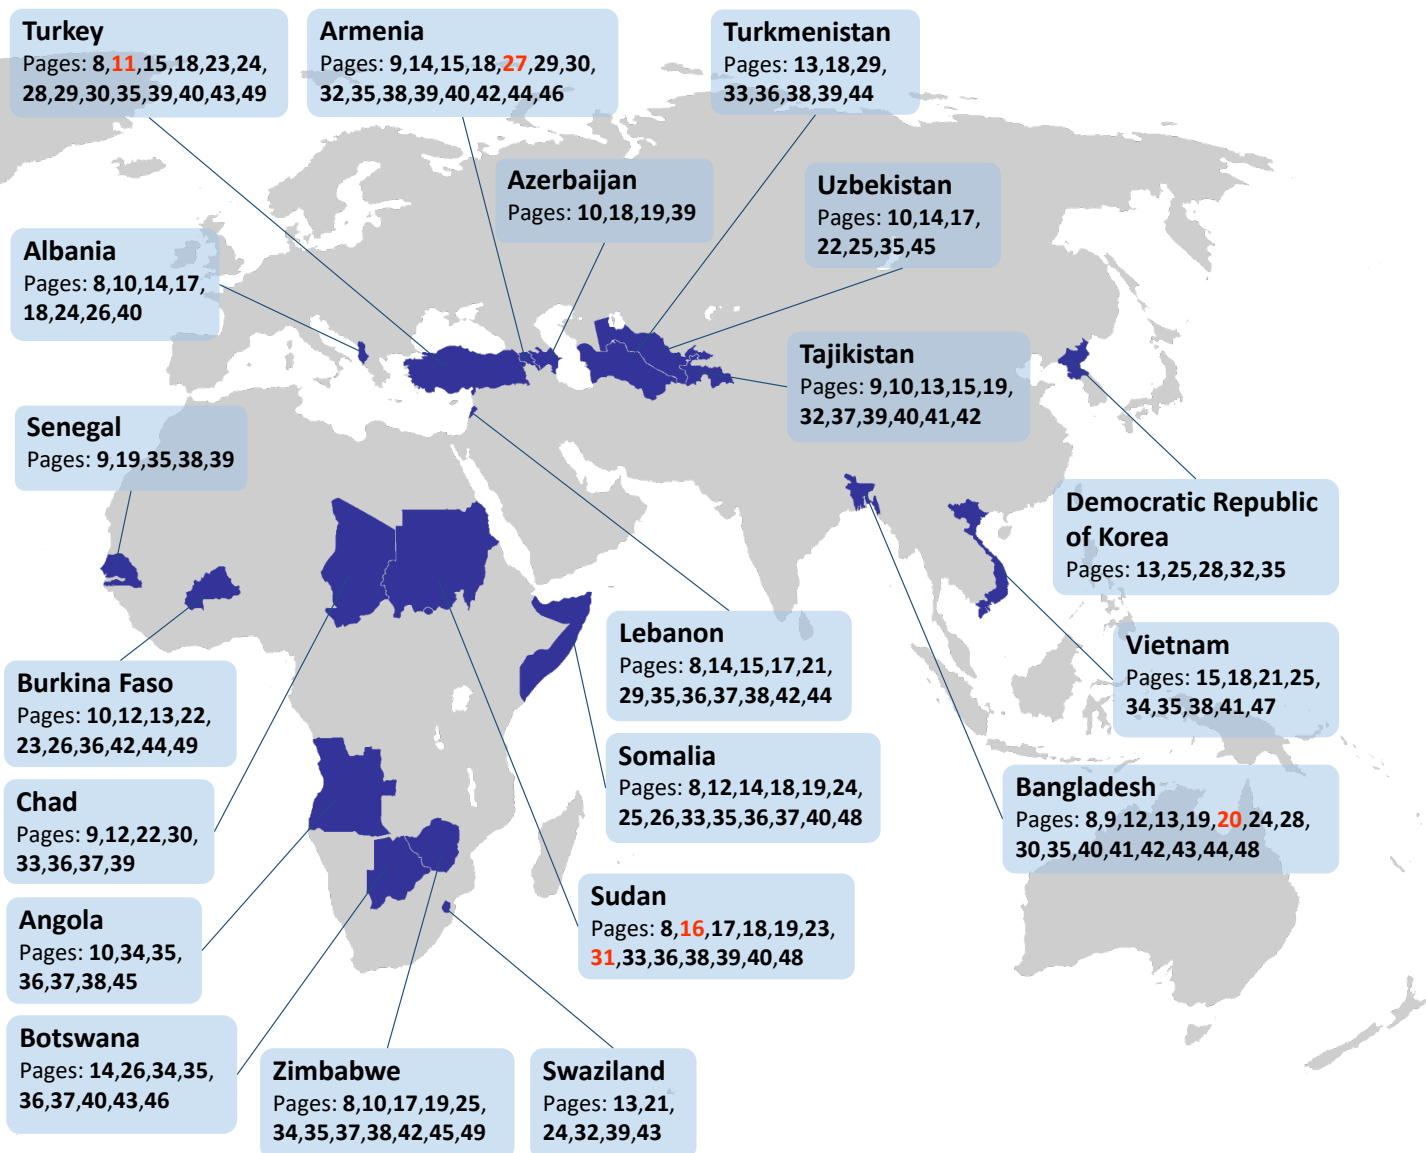 Turkey
Pages: 8,11,15,18,23,24,
28,29,30,35,39,40,43,49
Armenia
Pages: 9,14,15,18,27,29,30,
32,35,38,39,40,42,44,46
Turkmenistan
Pages: 13,18,29,
33,36,38,39,44
Azerbaijan
Pages: 10,18,19,39
Uzbekistan
Pages: 10,14,17,
22,25,35,45
Albania
Pages: 8,10,14,17,
18,24,26,40
Tajikistan
Pages: 9,10,13,15,19,
32,37,39,40,41,42
Senegal
Pages: 9,19,35,38,39
Democratic Republic
of Korea
Pages: 13,25,28,32,35
Lebanon
Pages: 8,14,15,17,21,
29,35,36,37,38,42,44
Vietnam
Pages: 15,18,21,25,
34,35,38,41,47
Burkina Faso
Pages: 10,12,13,22,
23,26,36,42,44,49
Somalia
Pages: 8,12,14,18,19,24,
25,26,33,35,36,37,40,48
Bangladesh
Pages: 8,9,12,13,19,20,24,28,
30,35,40,41,42,43,44,48
Chad
Pages: 9,12,22,30,
33,36,37,39
Sudan
Pages: 8,16,17,18,19,23,
31,33,36,38,39,40,48
Angola
Pages: 10,34,35,
36,37,38,45
Botswana
Pages: 14,26,34,35,
36,37,40,43,46
Zimbabwe
Pages: 8,10,17,19,25,
34,35,37,38,42,45,49
Swaziland
Pages: 13,21,
24,32,39,43